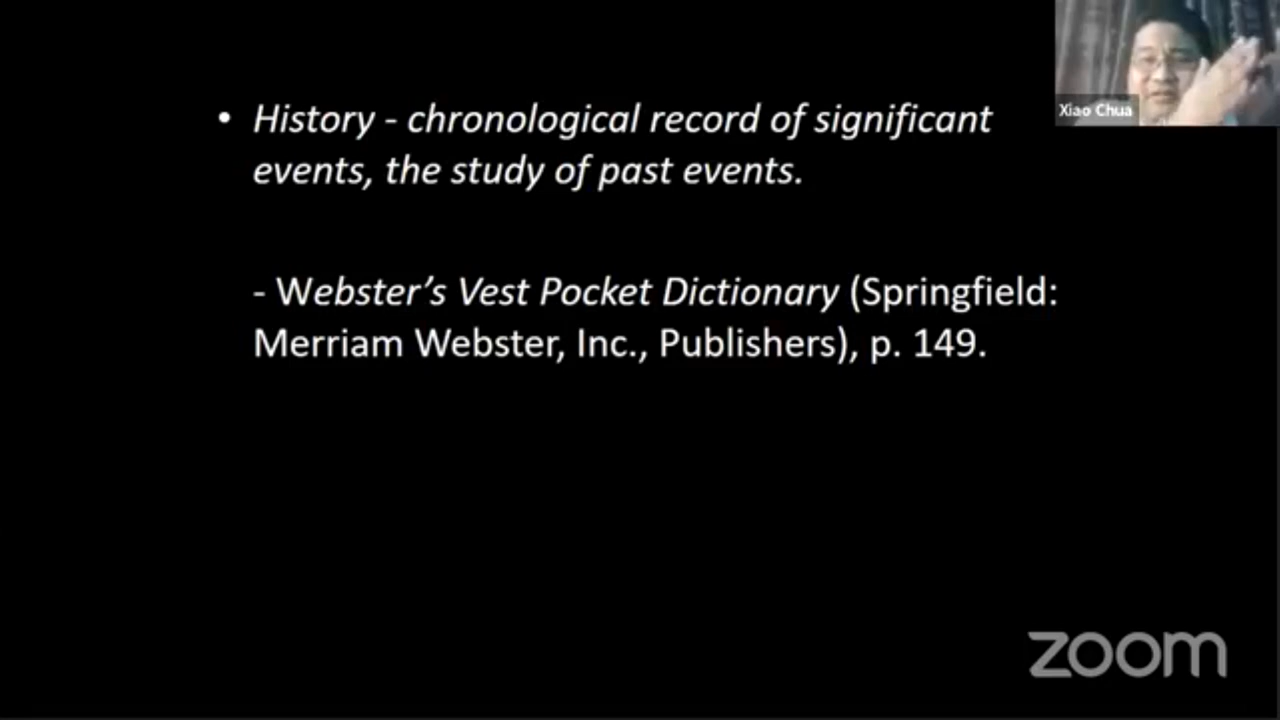 • History - chronological record of significant
events, the study of past events.
- Webster’s Vest Pocket Dictionary (Springfield:
Merriam Webster, Inc., Publishers), p. 149.
Xiao Chua
zoom